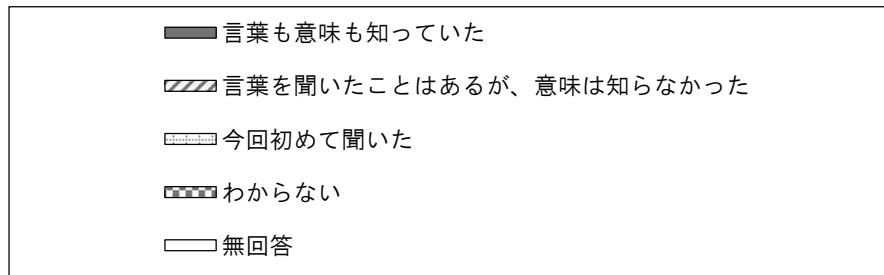 言葉も意味も知っていた
言葉を聞いたことはあるが、意味は知らなかった
今回初めて聞いた
わからない
無回答